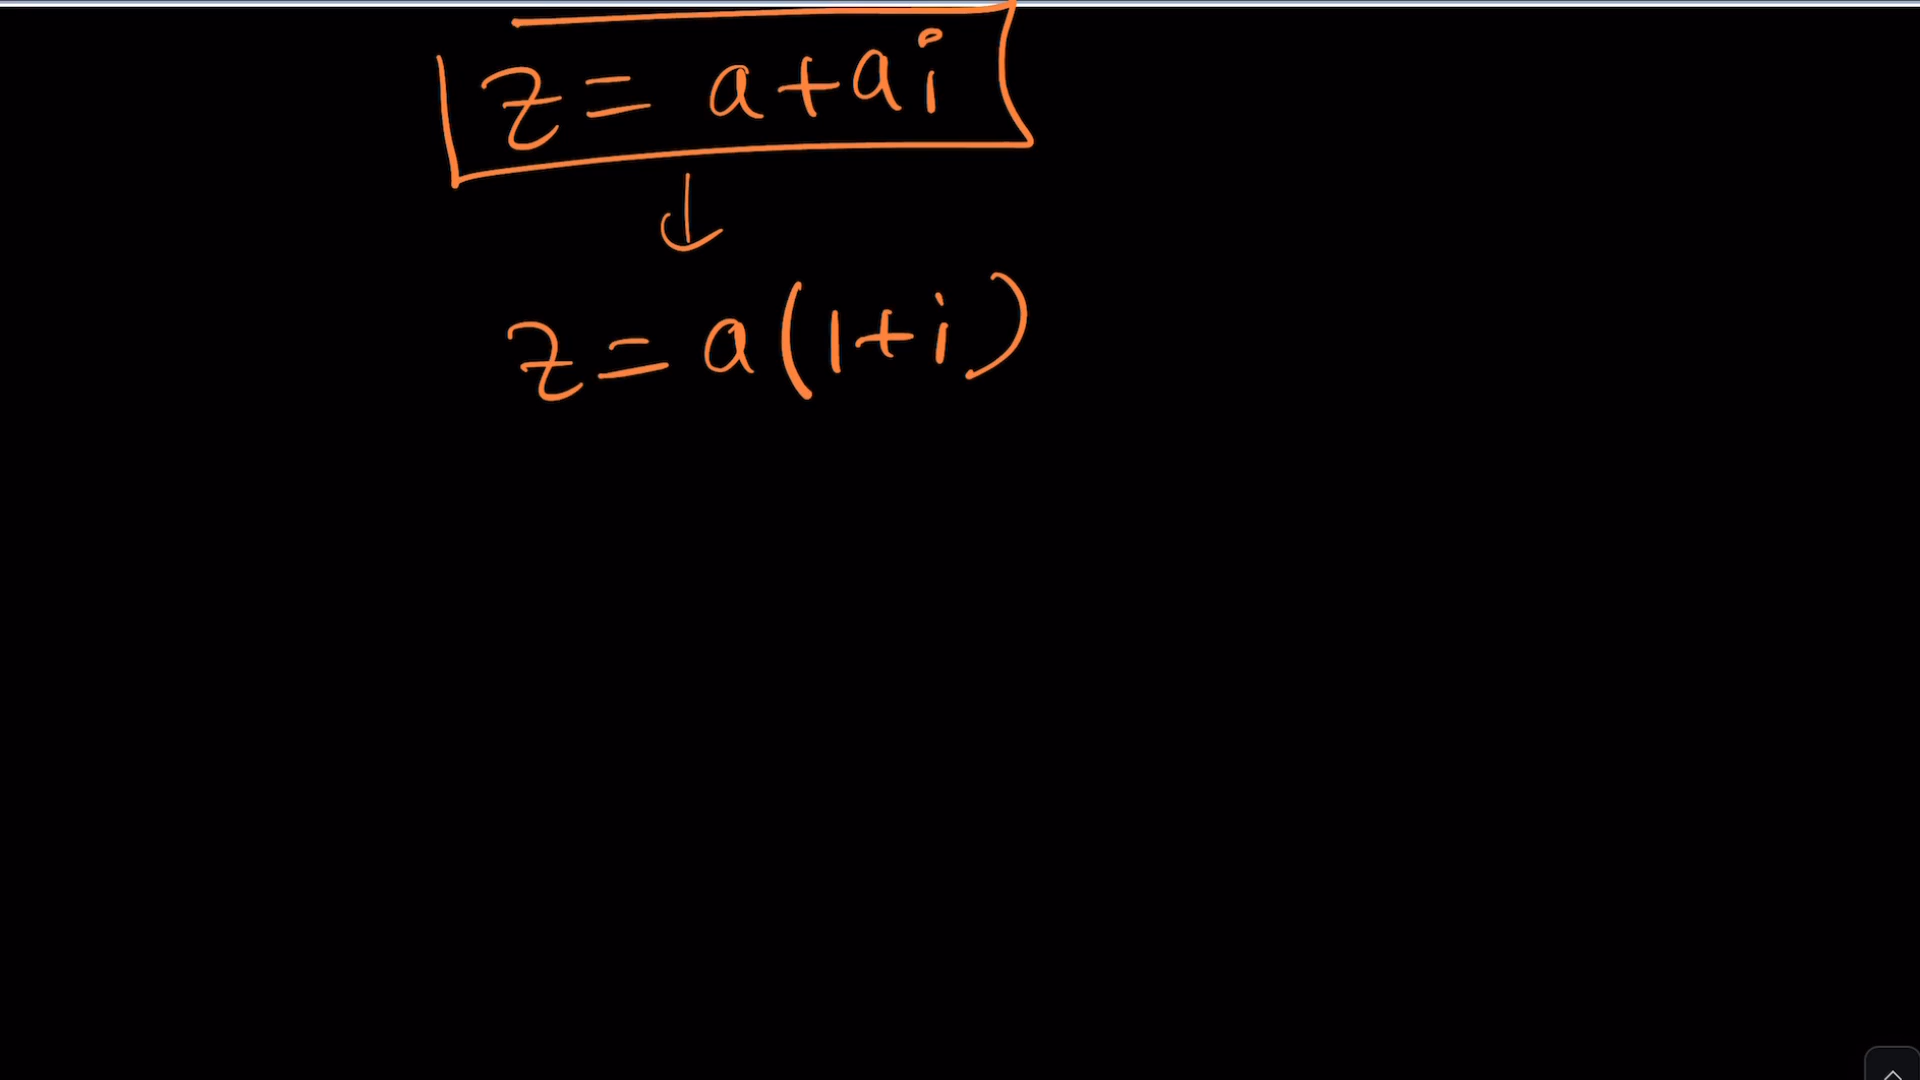 z = a + ai
z = a(1+i)